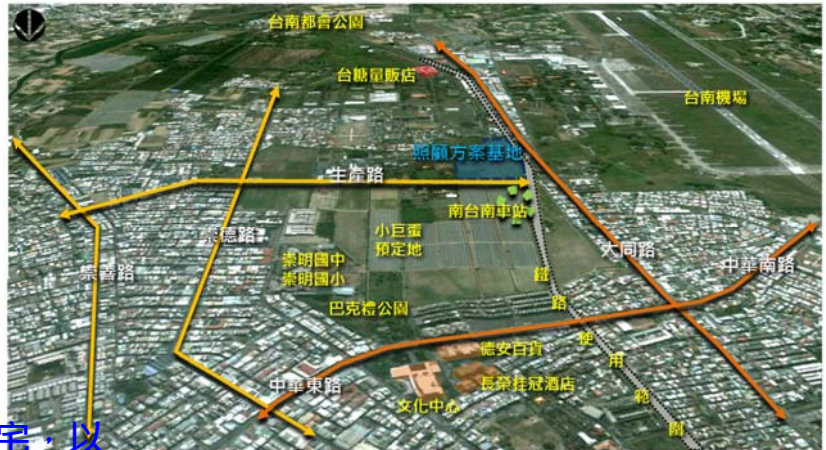 台南都會公園
台糖量販店
台南機場
照顧方案基地
生產路
南台南車站
崇德路
小巨蛋
預定地
崇明國中
崇明國小
大同路
中華南路
崇善路
鐵路使用範圍
巴克禮公園
德安百貨
中華東路
長榮桂冠酒店
文化中心
宅，以